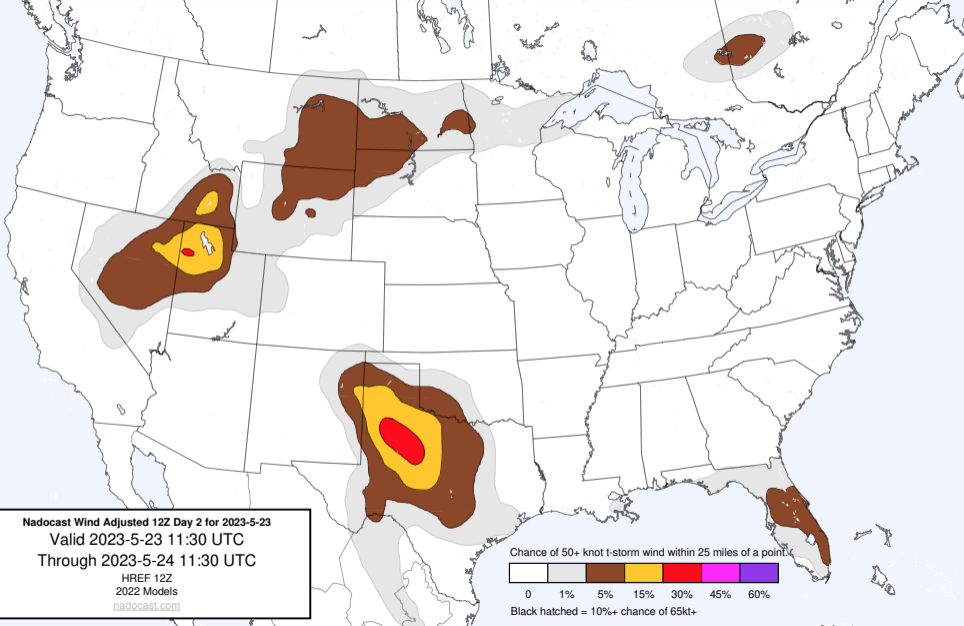 Nadocast Wind Adjusted 12Z Day 2 for 2023-5-23
Valid 2023-5-23 11:30 UTC
Through 2023-5-24 11:30 UTC
HREF 12Z
2022 Models
nadocast.com
Chance of 50+ knot t-storm wind within 25 miles of a point.
0 1% 5% 15% 30% 45% 60%
Black hatched = 10%+ chance of 65kt+